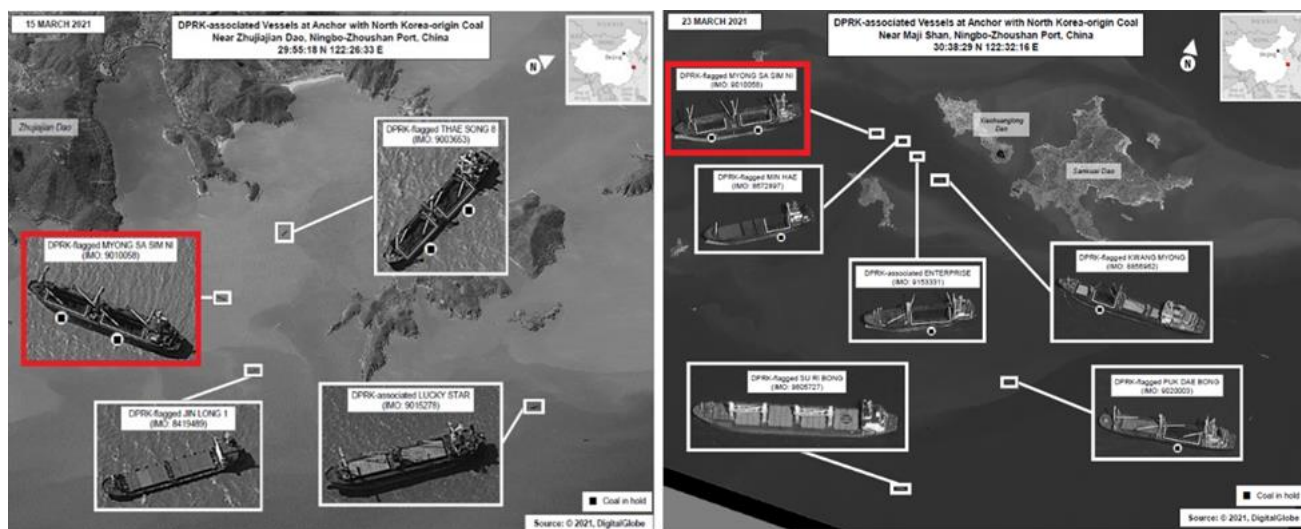 15 MARCH 2021
DPRK-associated Vessels at Anchor with North Korea-origin Coal
Near Zhujiajian Dao, Ningbo-Zhoushan Port, China
29:55:18 N 122:26:33 E
N
Beijing
Zhujiajian Dao
DPRK-flagged THAE SONG 8
(IMO: 9003653)
DPRK-flagged MYONG SA SIM NI
(IMO: 9010058)
DPRK-flagged JIN LONG 1
(IMO: 8419489)
DPRK-associated LUCKY STAR
(IMO: 9015278)
Coal in hold
Source: © 2021, DigitalGlobe
23 MARCH 2021
DPRK-associated Vessels at Anchor with North Korea-origin Coal
Near Maji Shan, Ningbo-Zhoushan Port, China
30:38:29 N 122:32:16 E
N
Beijing
DPRK-flagged MYONG SA SIM NI
(IMO: 9010058)
Dao
Sankuai Dao
DPRK-flagged MIN HAE
(IMO: 8672897)
DPRK-associated ENTERPRISE
(IMO: 9153331)
DPRK-flagged KWANG MYONG
DPRK-flagged SU RI BONG
(IMO: 9605727)
DPRK-flagged PUK DAE BONG
(IMO: 9020003)
Coal in hold
Source: © 2021, DigitalGlobe